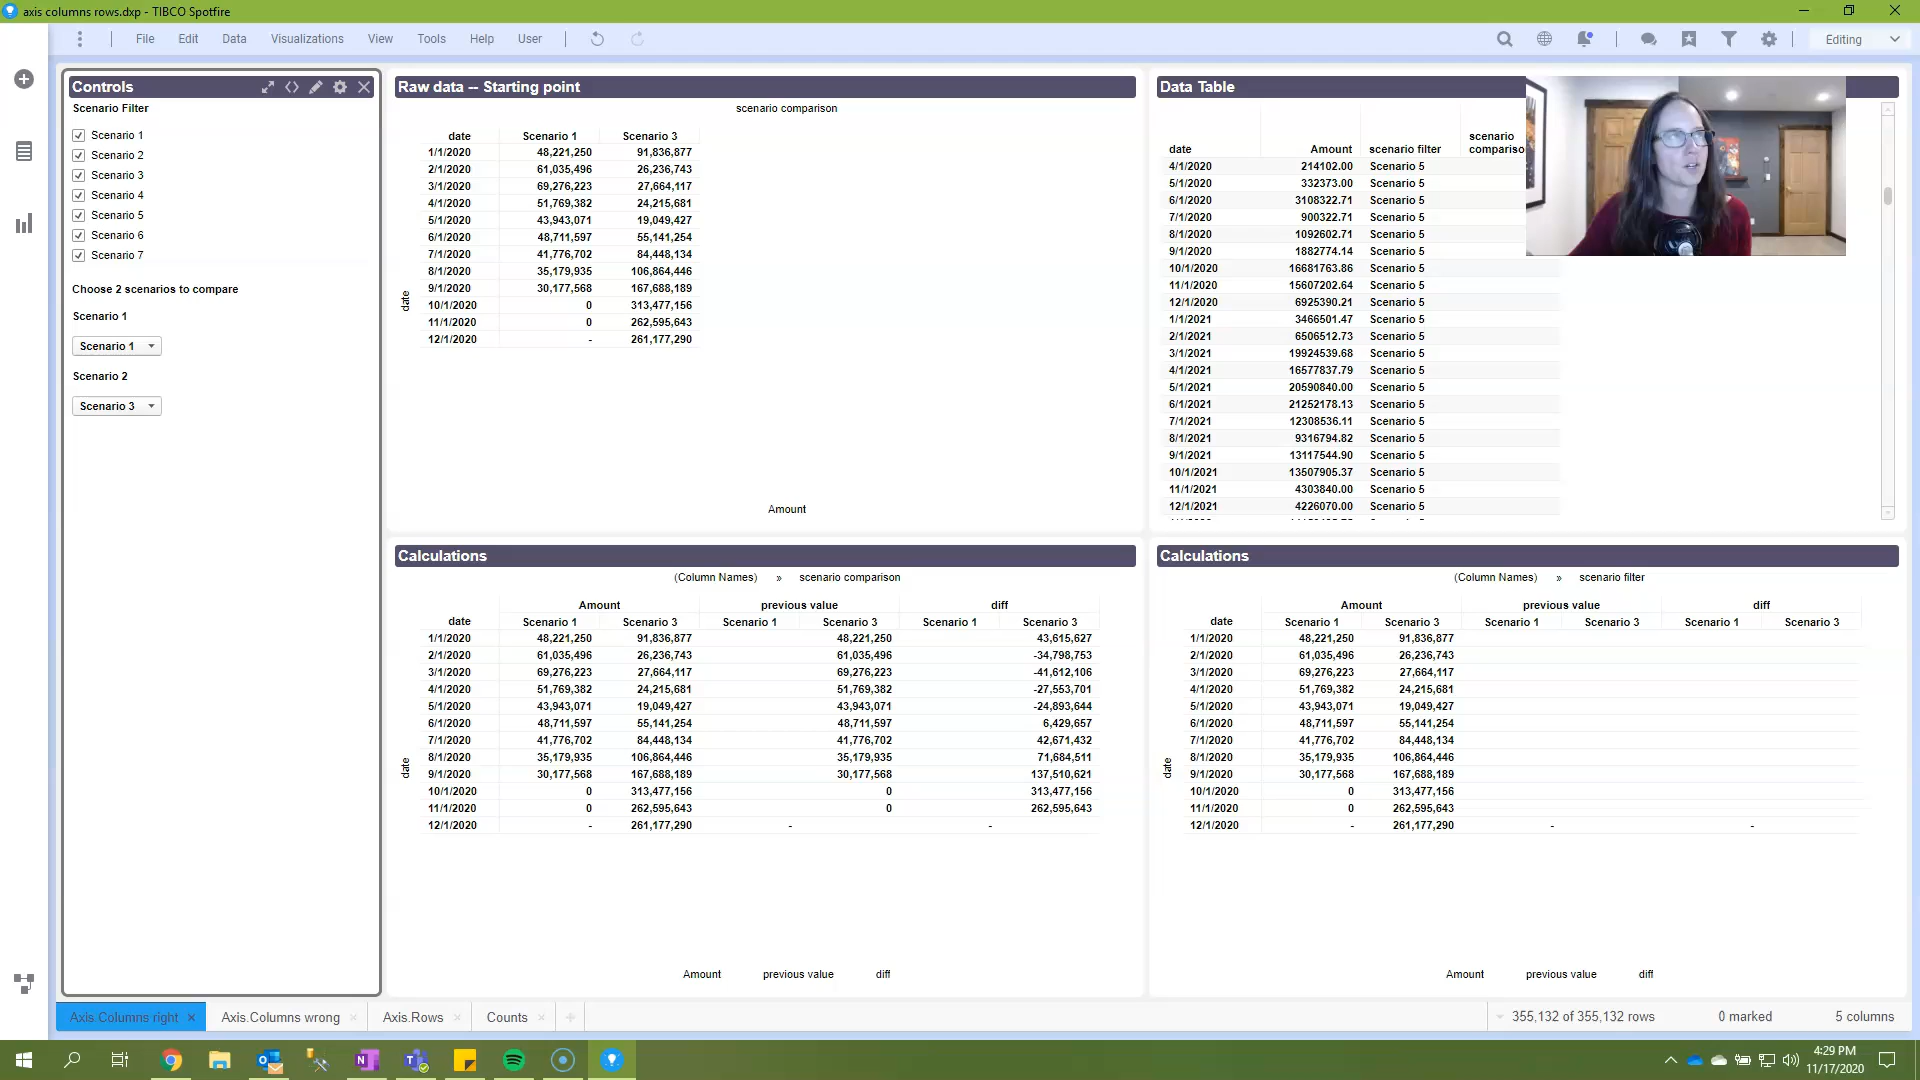 axis columns rows.dxp - TIBCO Spotfire
File Edit Data Visualizations View Tools Help User Editing
Controls
Scenario Filter
Scenario 1
Scenario 2
Scenario 3
Scenario 4
Scenario 5
Scenario 6
Scenario 7
Choose 2 scenarios to compare
Scenario 1
Scenario 1
Scenario 2
Scenario 3
Raw data -- Starting point
scenario comparison
date Scenario 1 Scenario 3
1/1/2020 48,221,250 91,836,877
2/1/2020 61,035,496 26,236,743
3/1/2020 69,276,223 27,664,117
4/1/2020 51,769,382 24,215,681
5/1/2020 43,943,071 19,049,427
6/1/2020 48,711,597 55,141,254
7/1/2020 41,776,702 84,448,134
8/1/2020 35,179,935 106,864,446
9/1/2020 30,177,568 167,688,189
10/1/2020 0 313,477,156
11/1/2020 0 262,595,643
12/1/2020 - 261,177,290
date
Amount
Data Table
scenario
date Amount scenario filter compariso
4/1/2020 214102.00 Scenario 5
5/1/2020 332373.00 Scenario 5
6/1/2020 3108322.71 Scenario 5
7/1/2020 900322.71 Scenario 5
8/1/2020 1092602.71 Scenario 5
9/1/2020 1882774.14 Scenario 5
10/1/2020 16681763.86 Scenario 5
11/1/2020 15607202.64 Scenario 5
12/1/2020 6925390.21 Scenario 5
1/1/2021 3466501.47 Scenario 5
2/1/2021 6506512.73 Scenario 5
3/1/2021 19924539.68 Scenario 5
4/1/2021 16577837.79 Scenario 5
5/1/2021 20590840.00 Scenario 5
6/1/2021 21252178.13 Scenario 5
7/1/2021 12308536.11 Scenario 5
8/1/2021 9316794.82 Scenario 5
9/1/2021 13117544.90 Scenario 5
10/1/2021 13507905.37 Scenario 5
11/1/2021 4303840.00 Scenario 5
12/1/2021 4226070.00 Scenario 5
Calculations
(Column Names) » scenario comparison
Amount previous value diff
date Scenario 1 Scenario 3 Scenario 1 Scenario 3 Scenario 1 Scenario 3
1/1/2020 48,221,250 91,836,877 48,221,250 43,615,627
2/1/2020 61,035,496 26,236,743 61,035,496 -34,798,753
3/1/2020 69,276,223 27,664,117 69,276,223 -41,612,106
4/1/2020 51,769,382 24,215,681 51,769,382 -27,553,701
5/1/2020 43,943,071 19,049,427 43,943,071 -24,893,644
6/1/2020 48,711,597 55,141,254 48,711,597 6,429,657
7/1/2020 41,776,702 84,448,134 41,776,702 42,671,432
8/1/2020 35,179,935 106,864,446 35,179,935 71,684,511
9/1/2020 30,177,568 167,688,189 30,177,568 137,510,621
10/1/2020 0 313,477,156 0 313,477,156
11/1/2020 0 262,595,643 0 262,595,643
12/1/2020 - 261,177,290 - -
date
Amount previous value diff
Calculations
(Column Names) » scenario filter
Amount previous value diff
date Scenario 1 Scenario 3 Scenario 1 Scenario 3 Scenario 1 Scenario 3
1/1/2020 48,221,250 91,836,877
2/1/2020 61,035,496 26,236,743
3/1/2020 69,276,223 27,664,117
4/1/2020 51,769,382 24,215,681
5/1/2020 43,943,071 19,049,427
6/1/2020 48,711,597 55,141,254
7/1/2020 41,776,702 84,448,134
8/1/2020 35,179,935 106,864,446
9/1/2020 30,177,568 167,688,189
10/1/2020 0 313,477,156
11/1/2020 0 262,595,643
12/1/2020 - 261,177,290 - -
date
Amount previous value diff
Axis.Columns right Axis.Columns wrong Axis.Rows Counts 355,132 of 355,132 rows 0 marked 5 columns
4:29 PM
11/17/2020